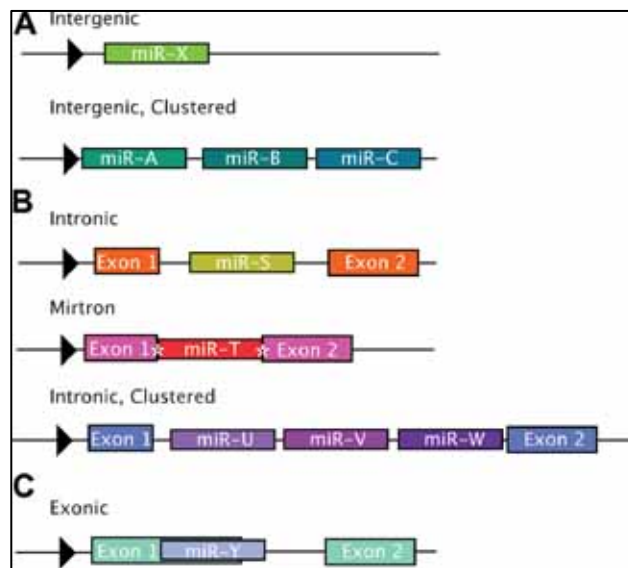 A Intergenic
miR-X
Intergenic, Clustered
miR-A miR-B miR-C
B
Intronic
Exon 1 miR-S Exon 2
Mirtron
Exon 1 miR-T Exon 2
Intronic, Clustered
Exon 1 miR-U miR-V miR-W Exon 2
C
Exonic
Exon 1 miR-Y Exon 2